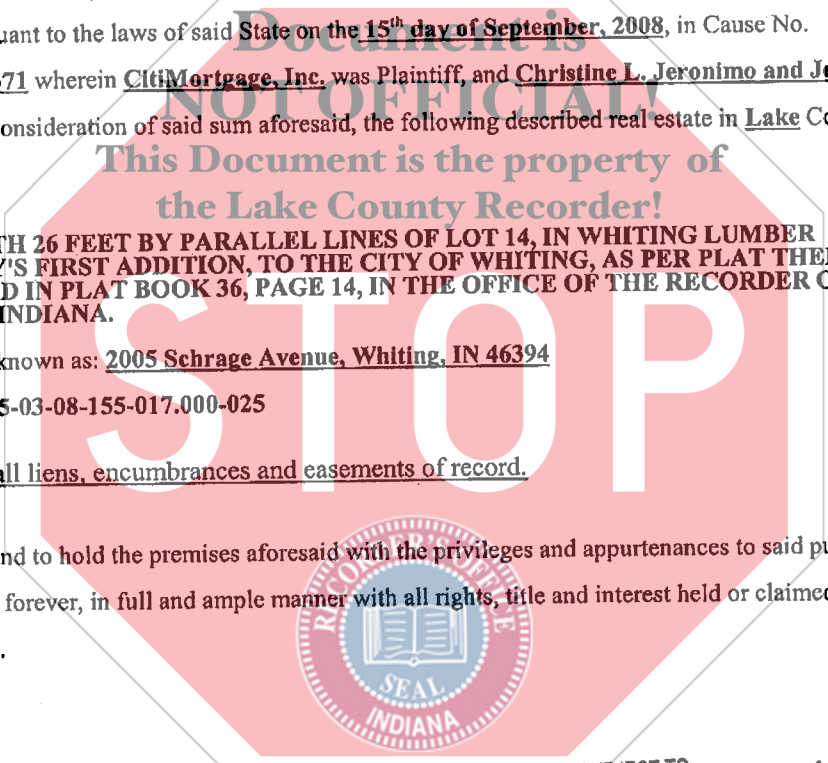 Document is
uant to the laws of said State on the 15th day of September, 2008, in Cause No.
671 wherein CitiMortgage, Inc. was Plaintiff, and Christine L. Jeronimo and Je
NOT OFFICIAL!
onsideration of said sum aforesaid, the following described real estate in Lake Co
This Document is the property of
the Lake County Recorder!
TH 26 FEET BY PARALLEL LINES OF LOT 14, IN WHITING LUMBER
Y'S FIRST ADDITION, TO THE CITY OF WHITING, AS PER PLAT THE
D IN PLAT BOOK 36, PAGE 14, IN THE OFFICE OF THE RECORDER O
INDIANA.
known as: 2005 Schrage Avenue, Whiting, IN 46394
5-03-08-155-017.000-025
STOP
all liens, encumbrances and easements of record.
nd to hold the premises aforesaid with the privileges and appurtenances to said pu
forever, in full and ample manner with all rights, title and interest held or claimed
.
RECORDER'S OFFICE
SEAL
INDIANA